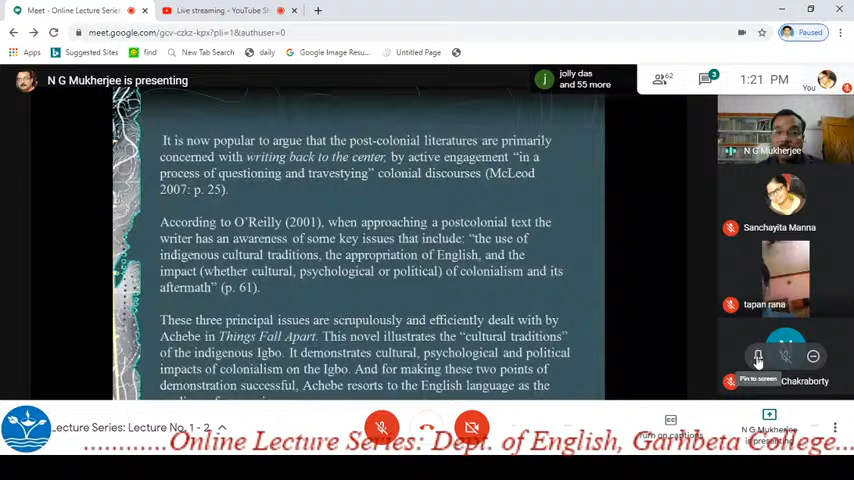 Meet - Online Lecture Series:
Live streaming - YouTube St
meet.google.com/gcv-czkz-kpx?pli=1&authuser=0
Paused
Apps
Suggested Sites
find
New Tab Search
daily
Google Image Resu...
Untitled Page
N G Mukherjee is presenting
j
jolly das
and 55 more
62
3
1:21 PM
You
It is now popular to argue that the post-colonial literatures are primarily
concerned with writing back to the center, by active engagement “in a
process of questioning and travestying” colonial discourses (McLeod
2007: p. 25).
According to O’Reilly (2001), when approaching a postcolonial text the
writer has an awareness of some key issues that include: “the use of
indigenous cultural traditions, the appropriation of English, and the
impact (whether cultural, psychological or political) of colonialism and its
aftermath” (p. 61).
These three principal issues are scrupulously and efficiently dealt with by
Achebe in Things Fall Apart. This novel illustrates the “cultural traditions”
of the indigenous Igbo. It demonstrates cultural, psychological and political
impacts of colonialism on the Igbo. And for making these two points of
demonstration successful, Achebe resorts to the English language as the
N G Mukherjee
Sanchayita Manna
tapan rana
Pin to screen
Chakraborty
Lecture Series: Lecture No. 1 - 2
Turn on captions
N G Mukherjee
is presenting
..........Online Lecture Series: Dept. of English, Garhbeta College...